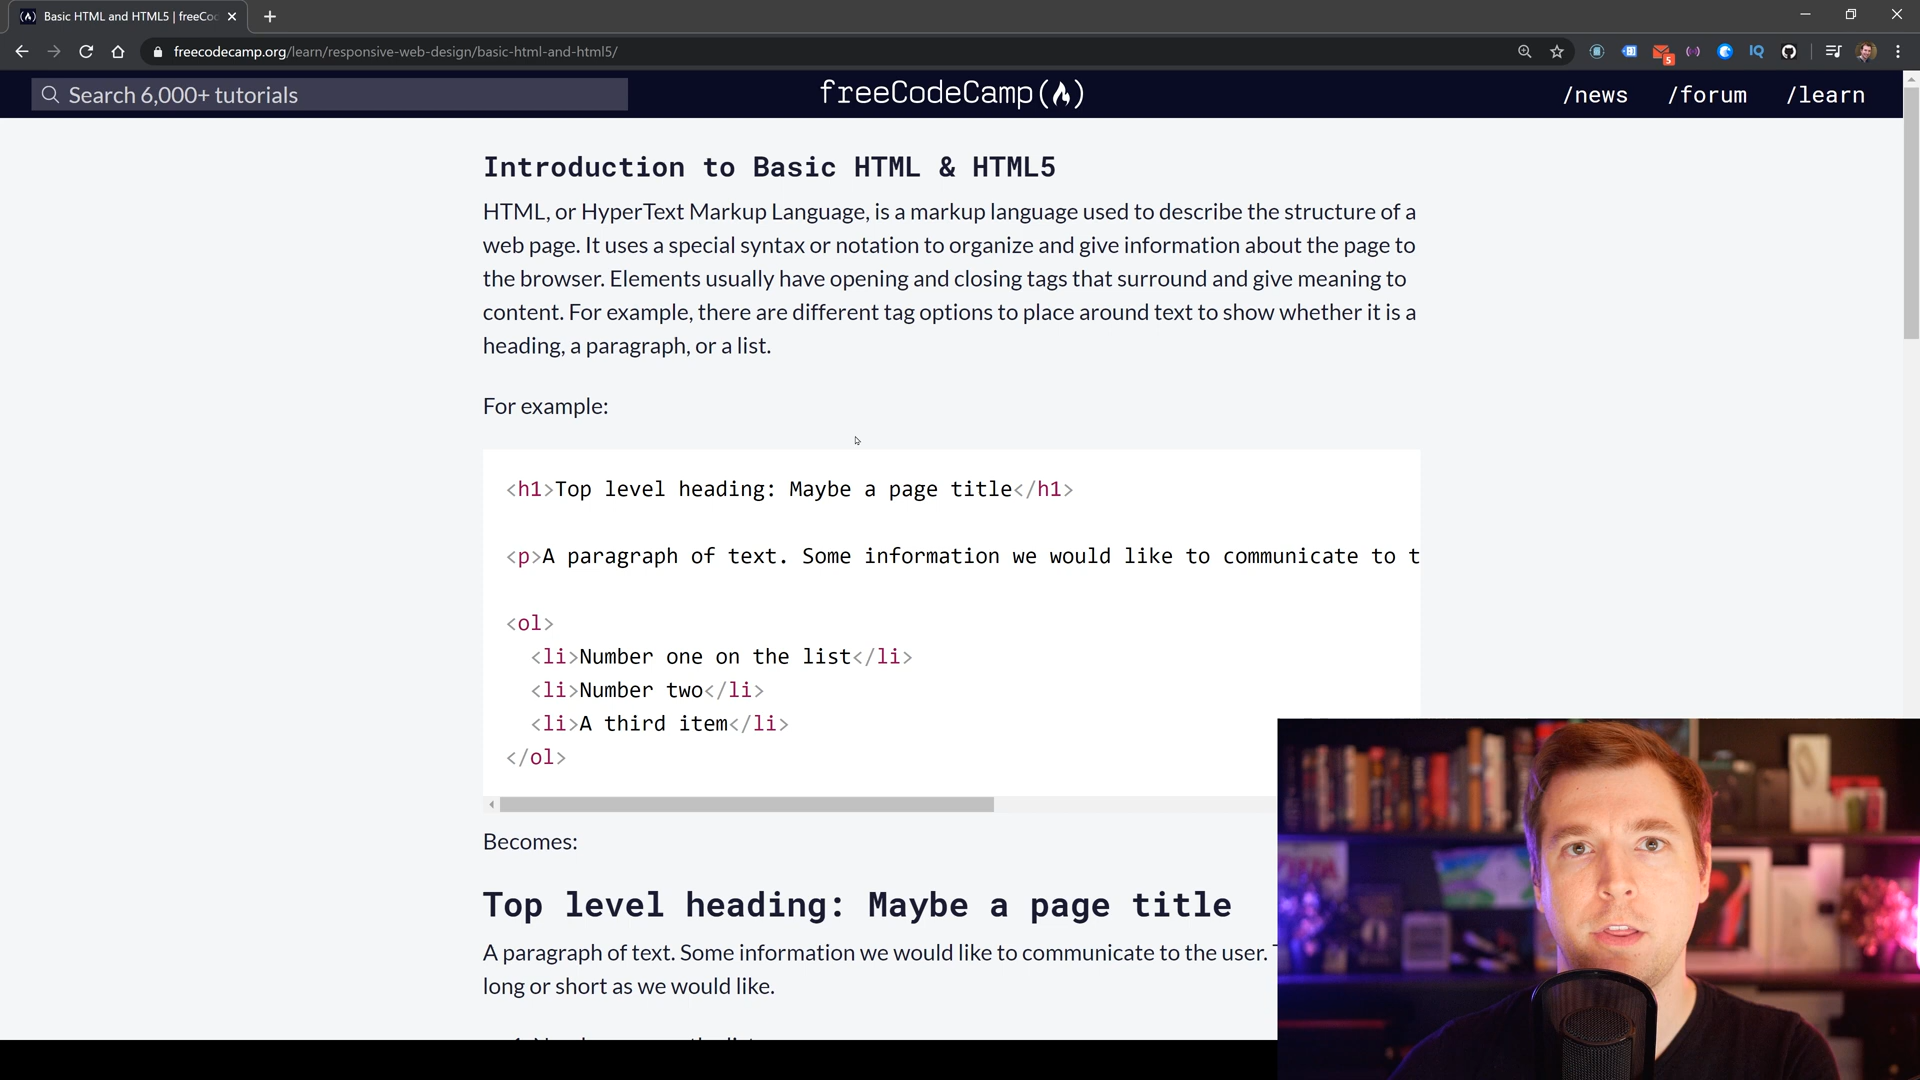 Basic HTML and HTML5 | freeCo
freecodecamp.org/learn/responsive-web-design/basic-html-and-html5/
5
IQ
Search 6,000+ tutorials
freeCodeCamp
/news
/forum
/learn
Introduction to Basic HTML & HTML5
HTML, or HyperText Markup Language, is a markup language used to describe the structure of a
web page. It uses a special syntax or notation to organize and give information about the page to
the browser. Elements usually have opening and closing tags that surround and give meaning to
content. For example, there are different tag options to place around text to show whether it is a
heading, a paragraph, or a list.
For example:
<h1>Top level heading: Maybe a page title</h1>
<p>A paragraph of text. Some information we would like to communicate to t
<ol>
<li>Number one on the list</li>
<li>Number two</li>
<li>A third item</li>
</ol>
Becomes:
Top level heading: Maybe a page title
A paragraph of text. Some information we would like to communicate to the user.
long or short as we would like.